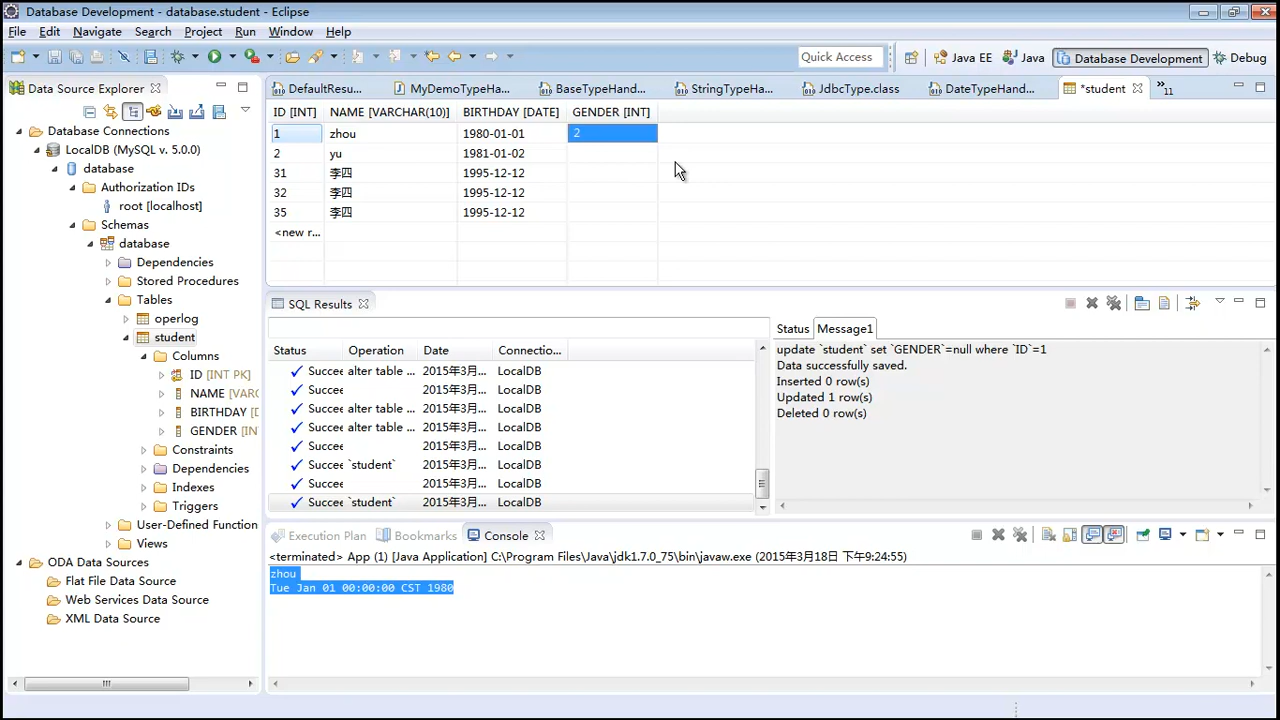 Database Development - database.student - Eclipse
File Edit Navigate Search Project Run Window Help
Quick Access Java EE Java Database Development Debug
Data Source Explorer
DefaultResu... MyDemoTypeHa... BaseTypeHand... StringTypeHa... JdbcType.class DateTypeHand... *student »11
ID [INT] NAME [VARCHAR(10)] BIRTHDAY [DATE] GENDER [INT]
1 zhou 1980-01-01 2
2 yu 1981-01-02
31 李四 1995-12-12
32 李四 1995-12-12
35 李四 1995-12-12
<new r...
Database Connections
LocalDB (MySQL v. 5.0.0)
database
Authorization IDs
root [localhost]
Schemas
database
Dependencies
Stored Procedures
Tables
operlog
student
Columns
ID [INT PK]
NAME [VARC
BIRTHDAY [D
GENDER [IN
Constraints
Dependencies
Indexes
Triggers
User-Defined Function
Views
ODA Data Sources
Flat File Data Source
Web Services Data Source
XML Data Source
SQL Results
Status Operation Date Connectio...
Succee alter table ... 2015年3月... LocalDB
Succee 2015年3月... LocalDB
Succee alter table ... 2015年3月... LocalDB
Succee alter table ... 2015年3月... LocalDB
Succee 2015年3月... LocalDB
Succee `student` 2015年3月... LocalDB
Succee 2015年3月... LocalDB
Succee `student` 2015年3月... LocalDB
Status Message1
update `student` set `GENDER`=null where `ID`=1
Data successfully saved.
Inserted 0 row(s)
Updated 1 row(s)
Deleted 0 row(s)
Execution Plan Bookmarks Console
<terminated> App (1) [Java Application] C:\Program Files\Java\jdk1.7.0_75\bin\javaw.exe (2015年3月18日 下午9:24:55)
zhou
Tue Jan 01 00:00:00 CST 1980